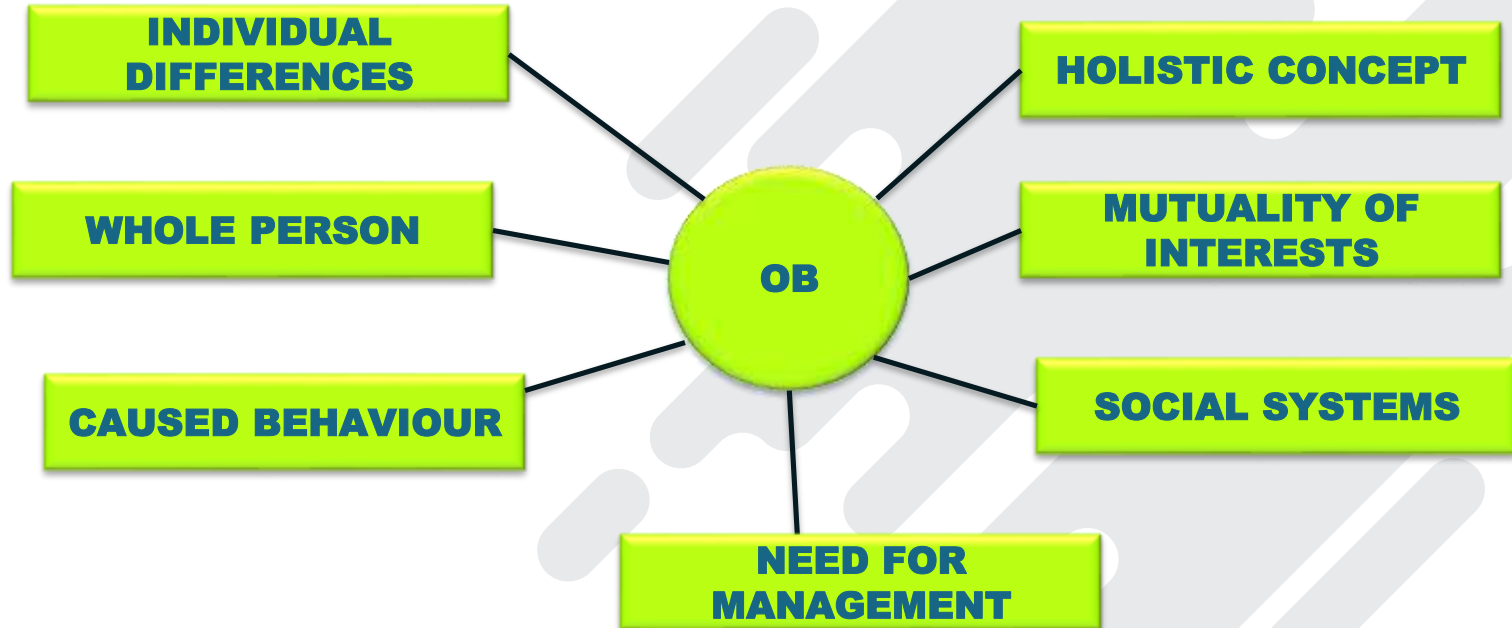 INDIVIDUAL
DIFFERENCES
HOLISTIC CONCEPT
WHOLE PERSON
MUTUALITY OF
INTERESTS
OB
CAUSED BEHAVIOUR
SOCIAL SYSTEMS
NEED FOR
MANAGEMENT